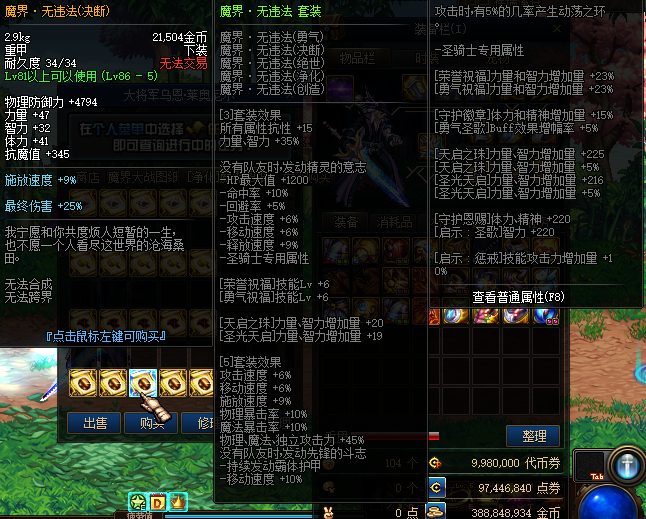 魔界·无违法(决断)
2.9kg 21,504金币
重甲 下装
耐久度 34/34 无法交易
Lv81以上可以使用 (Lv86 - 5)
物理防御力 +4794
力量 +47
智力 +32
体力 +41
抗魔值 +345
施放速度 +9%
最终伤害 +25%
我宁愿和你共度烦人短暂的一生，
也不愿一个人看尽这世界的沧海桑
田。
无法合成
无法跨界
『点击鼠标左键可购买』
出售
购买
修
魔界·无违法 套装
魔界·无违法(勇气)
魔界·无违法(决断)
魔界·无违法(绝世)
魔界·无违法(净化)
魔界·无违法(创造)
[3]套装效果
所有属性抗性 +15
力量、智力 +35%
没有队友时,发动精灵的意志
-HP最大值 +1200
-命中率 +10%
-回避率 +5%
-攻击速度 +6%
-移动速度 +6%
-释放速度 +9%
-圣骑士专用属性
[荣誉祝福]技能Lv +6
[勇气祝福]技能Lv +6
[天启之珠]力量、智力增加量 +20
[圣光天启]力量、智力增加量 +19
[5]套装效果
攻击速度 +6%
移动速度 +6%
施放速度 +9%
物理暴击率 +10%
魔法暴击率 +10%
物理、魔法、独立攻击力 +45%
没有队友时,发动先锋的斗志
-持续发动霸体护甲
-移动速度 +10%
攻击时,有5%的几率产生动荡之环
。
-圣骑士专用属性
[荣誉祝福]力量和智力增加量 +23%
[勇气祝福]力量和智力增加量 +23%
[守护徽章]体力和精神增加量 +15%
[勇气圣歌]Buff效果增幅率 +5%
[天启之珠]力量、智力增加量 +225
[天启之珠]力量、智力增加量 +5%
[圣光天启]力量、智力增加量 +216
[圣光天启]力量、智力增加量 +5%
[守护恩赐]体力、精神 +220
[启示：圣歌]智力 +220
[启示：惩戒]技能攻击力增加量 +1
0%
查看普通属性(F8)
装备
消耗品
整理
104 个
9,980,000 代币券
0 个
97,446,840 点券
0 点
388,848,934 金币
Tab
疲劳值